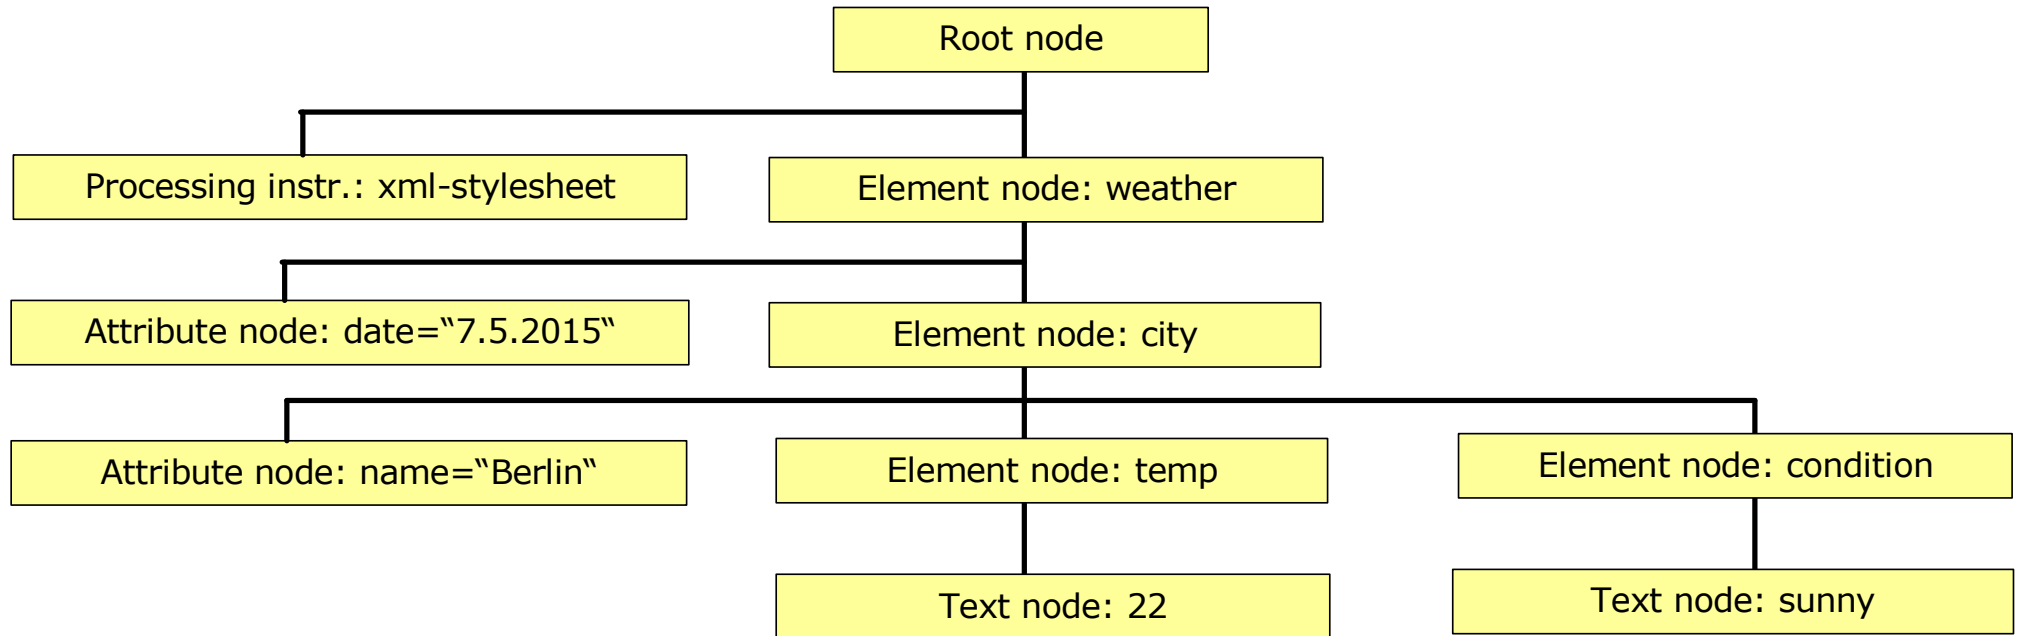 Root node
Processing instr.: xml-stylesheet
Element node: weather
Attribute node: date=“7.5.2015“
Element node: city
Attribute node: name=“Berlin“
Element node: temp
Element node: condition
Text node: 22
Text node: sunny